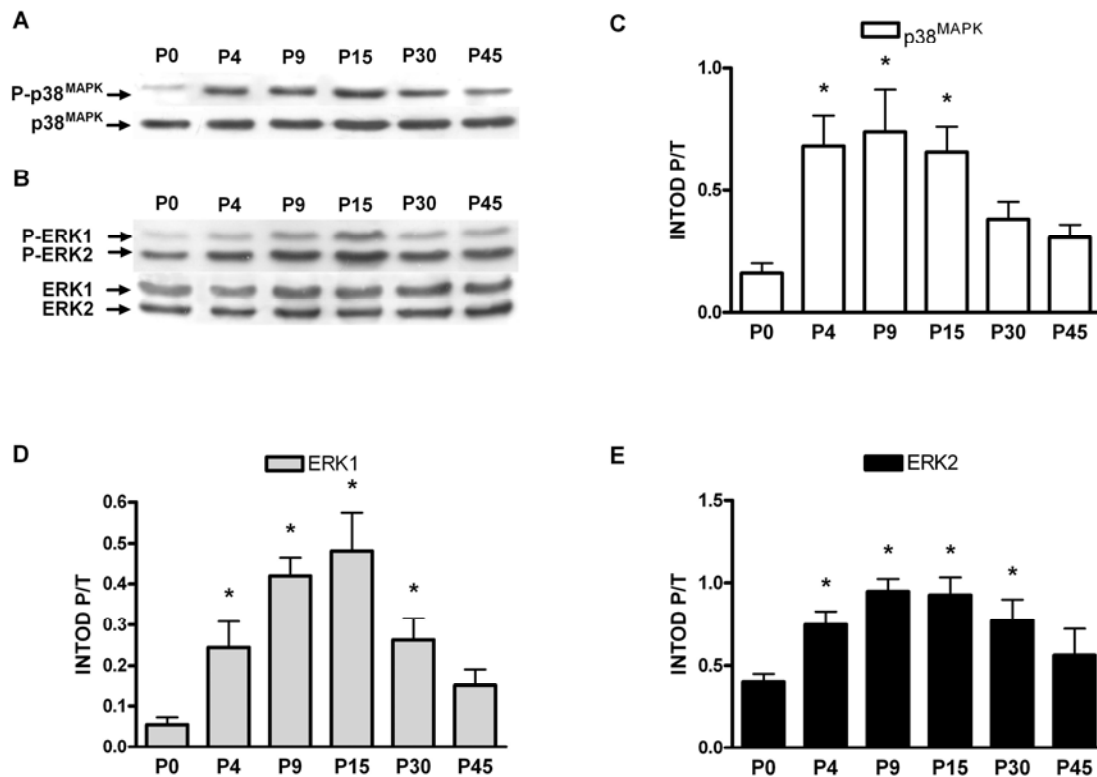 A
P0 P4 P9 P15 P30 P45
P-p38MAPK
p38MAPK
B
P0 P4 P9 P15 P30 P45
P-ERK1
P-ERK2
ERK1
ERK2
C
p38MAPK
1.0
0.5
0.0
INTOD P/T
* * *
P0 P4 P9 P15 P30 P45
D
ERK1
0.6
0.5
0.4
0.3
0.2
0.1
0.0
INTOD P/T
* * * *
P0 P4 P9 P15 P30 P45
E
ERK2
1.5
1.0
0.5
0.0
INTOD P/T
* * * *
P0 P4 P9 P15 P30 P45